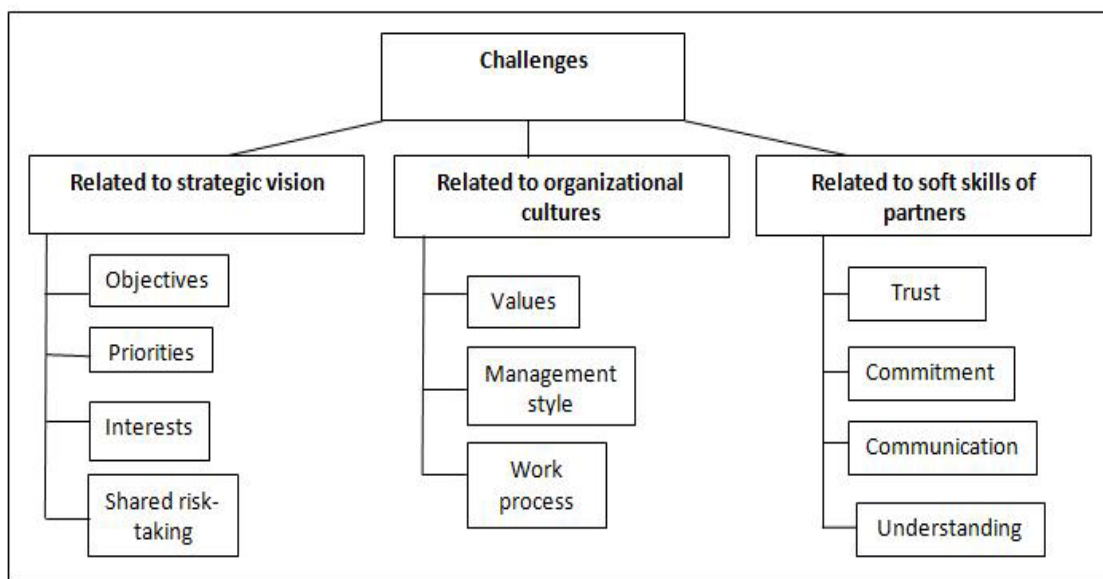 Challenges
Related to strategic vision
Objectives
Priorities
Interests
Shared risk-
taking
Related to organizational
cultures
Values
Management
style
Work
process
Related to soft skills of
partners
Trust
Commitment
Communication
Understanding